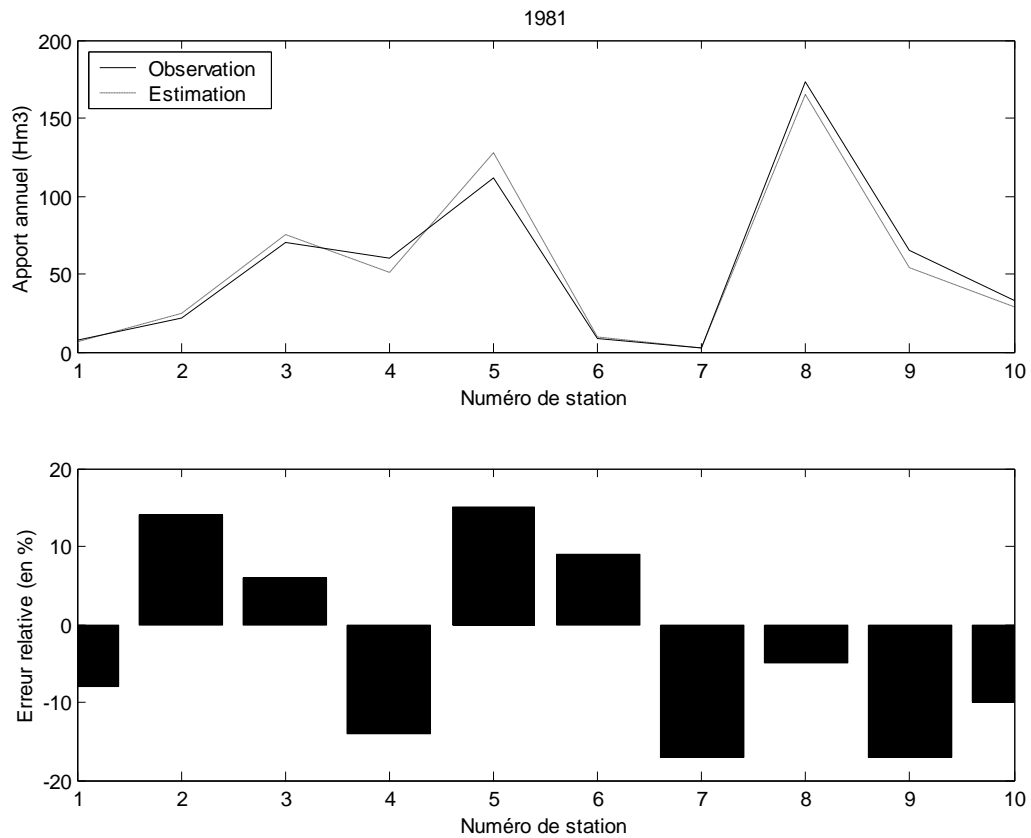 1981
200
150
100
50
0
Apport annuel (Hm3)
Observation
Estimation
1 2 3 4 5 6 7 8 9 10
Numéro de station
20
10
0
-10
-20
Erreur relative (en %)
1 2 3 4 5 6 7 8 9 10
Numéro de station